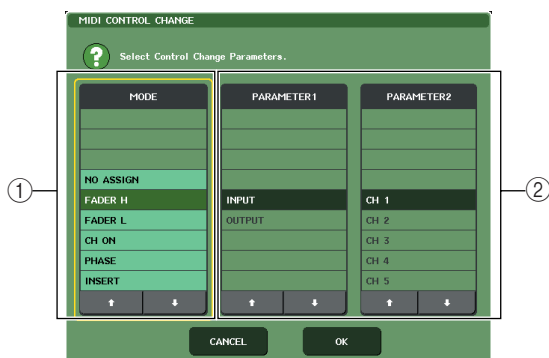 MIDI CONTROL CHANGE
? Select Control Change Parameters.
MODE
NO ASSIGN
FADER H
FADER L
CH ON
PHASE
INSERT
PARAMETER1
INPUT
OUTPUT
PARAMETER2
CH 1
CH 2
CH 3
CH 4
CH 5
1
2
CANCEL
OK